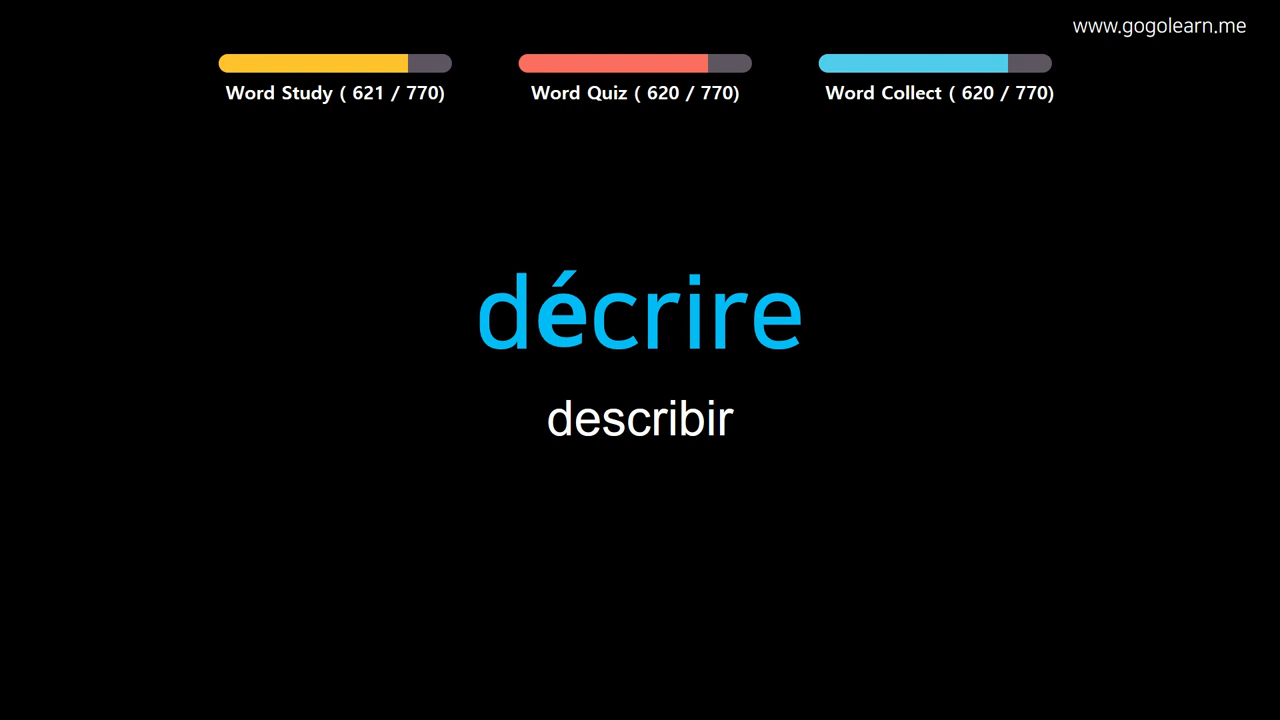 www.gogolearn.me
Word Study ( 621 / 770)
Word Quiz ( 620 / 770)
Word Collect ( 620 / 770)
décrire
describir